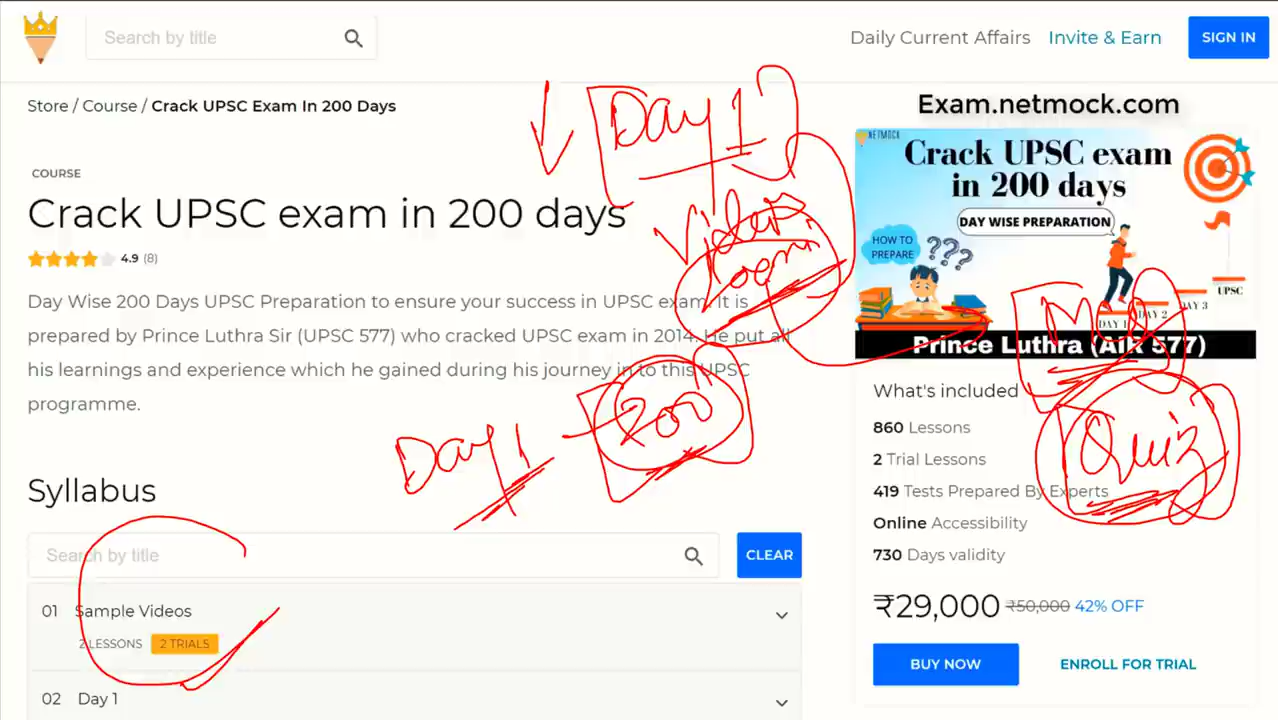 Search by title
Daily Current Affairs
Invite & Earn
SIGN IN
Store / Course / Crack UPSC Exam In 200 Days
Day 1
Videos
Exam.netmock.com
NETMOCK
Crack UPSC exam
in 200 days
DAY WISE PREPARATION
HOW TO
PREPARE
???
UPSC
DAY 3
DAY 2
DAY 1
Prince Luthra (AIR 577)
COURSE
Crack UPSC exam in 200 days
4.9 (8)
Day Wise 200 Days UPSC Preparation to ensure your success in UPSC exam. It is
prepared by Prince Luthra Sir (UPSC 577) who cracked UPSC exam in 2014. He put all
his learnings and experience which he gained during his journey in to this UPSC
programme.
Day 1 - 200
What's included
860 Lessons
2 Trial Lessons
419 Tests Prepared By Experts
Online Accessibility
730 Days validity
Quiz
₹29,000 ₹50,000 42% OFF
BUY NOW
ENROLL FOR TRIAL
Syllabus
Search by title
CLEAR
01 Sample Videos
2 LESSONS 2 TRIALS
02 Day 1